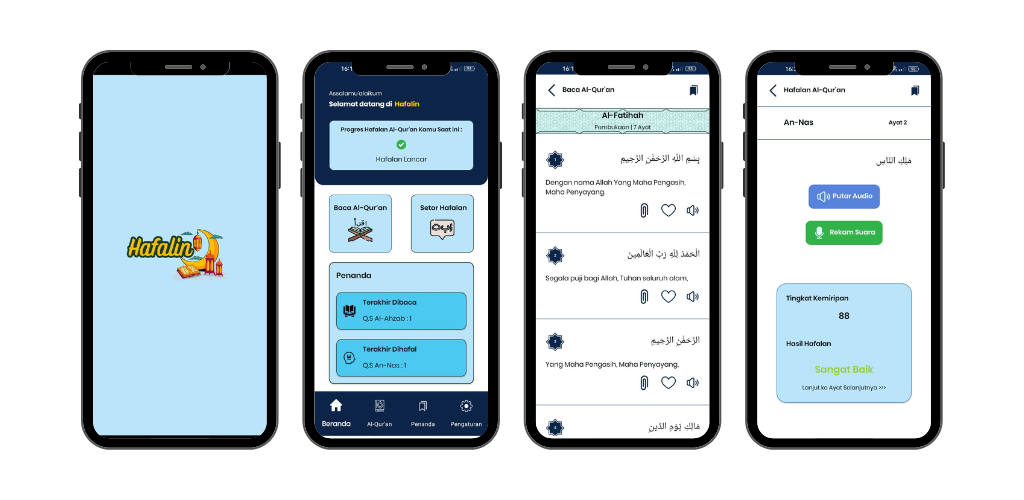 Hafalin
16:1
Assalamu'alaikum
Selamat datang di Hafalin
Progres Hafalan Al-Qur'an Kamu Saat ini :
Hafalan Lancar
Baca Al-Qur'an
Setor Hafalan
Penanda
Terakhir Dibaca
Q.S Al-Ahzab : 1
Terakhir Dihafal
Q.S An-Nas : 1
Beranda
Al-Qur'an
Penanda
Pengaturan
16:1
Baca Al-Qur'an
Al-Fatihah
Pembukaan | 7 Ayat
1
بِسْمِ اللّٰهِ الرَّحْمٰنِ الرَّحِيْمِ
Dengan nama Allah Yang Maha Pengasih,
Maha Penyayang.
2
الْحَمْدُ لِلّٰهِ رَبِّ الْعَالَمِيْنَ
Segala puji bagi Allah, Tuhan seluruh alam,
3
الرَّحْمٰنِ الرَّحِيْمِ
Yang Maha Pengasih, Maha Penyayang,
4
مَالِكِ يَوْمِ الدِّيْنِ
16:
Hafalan Al-Qur'an
An-Nas
Ayat 2
مَلِكِ النَّاسِ
Putar Audio
Rekam Suara
Tingkat Kemiripan
88
Hasil Hafalan
Sangat Baik
Lanjut ke Ayat Selanjutnya >>>